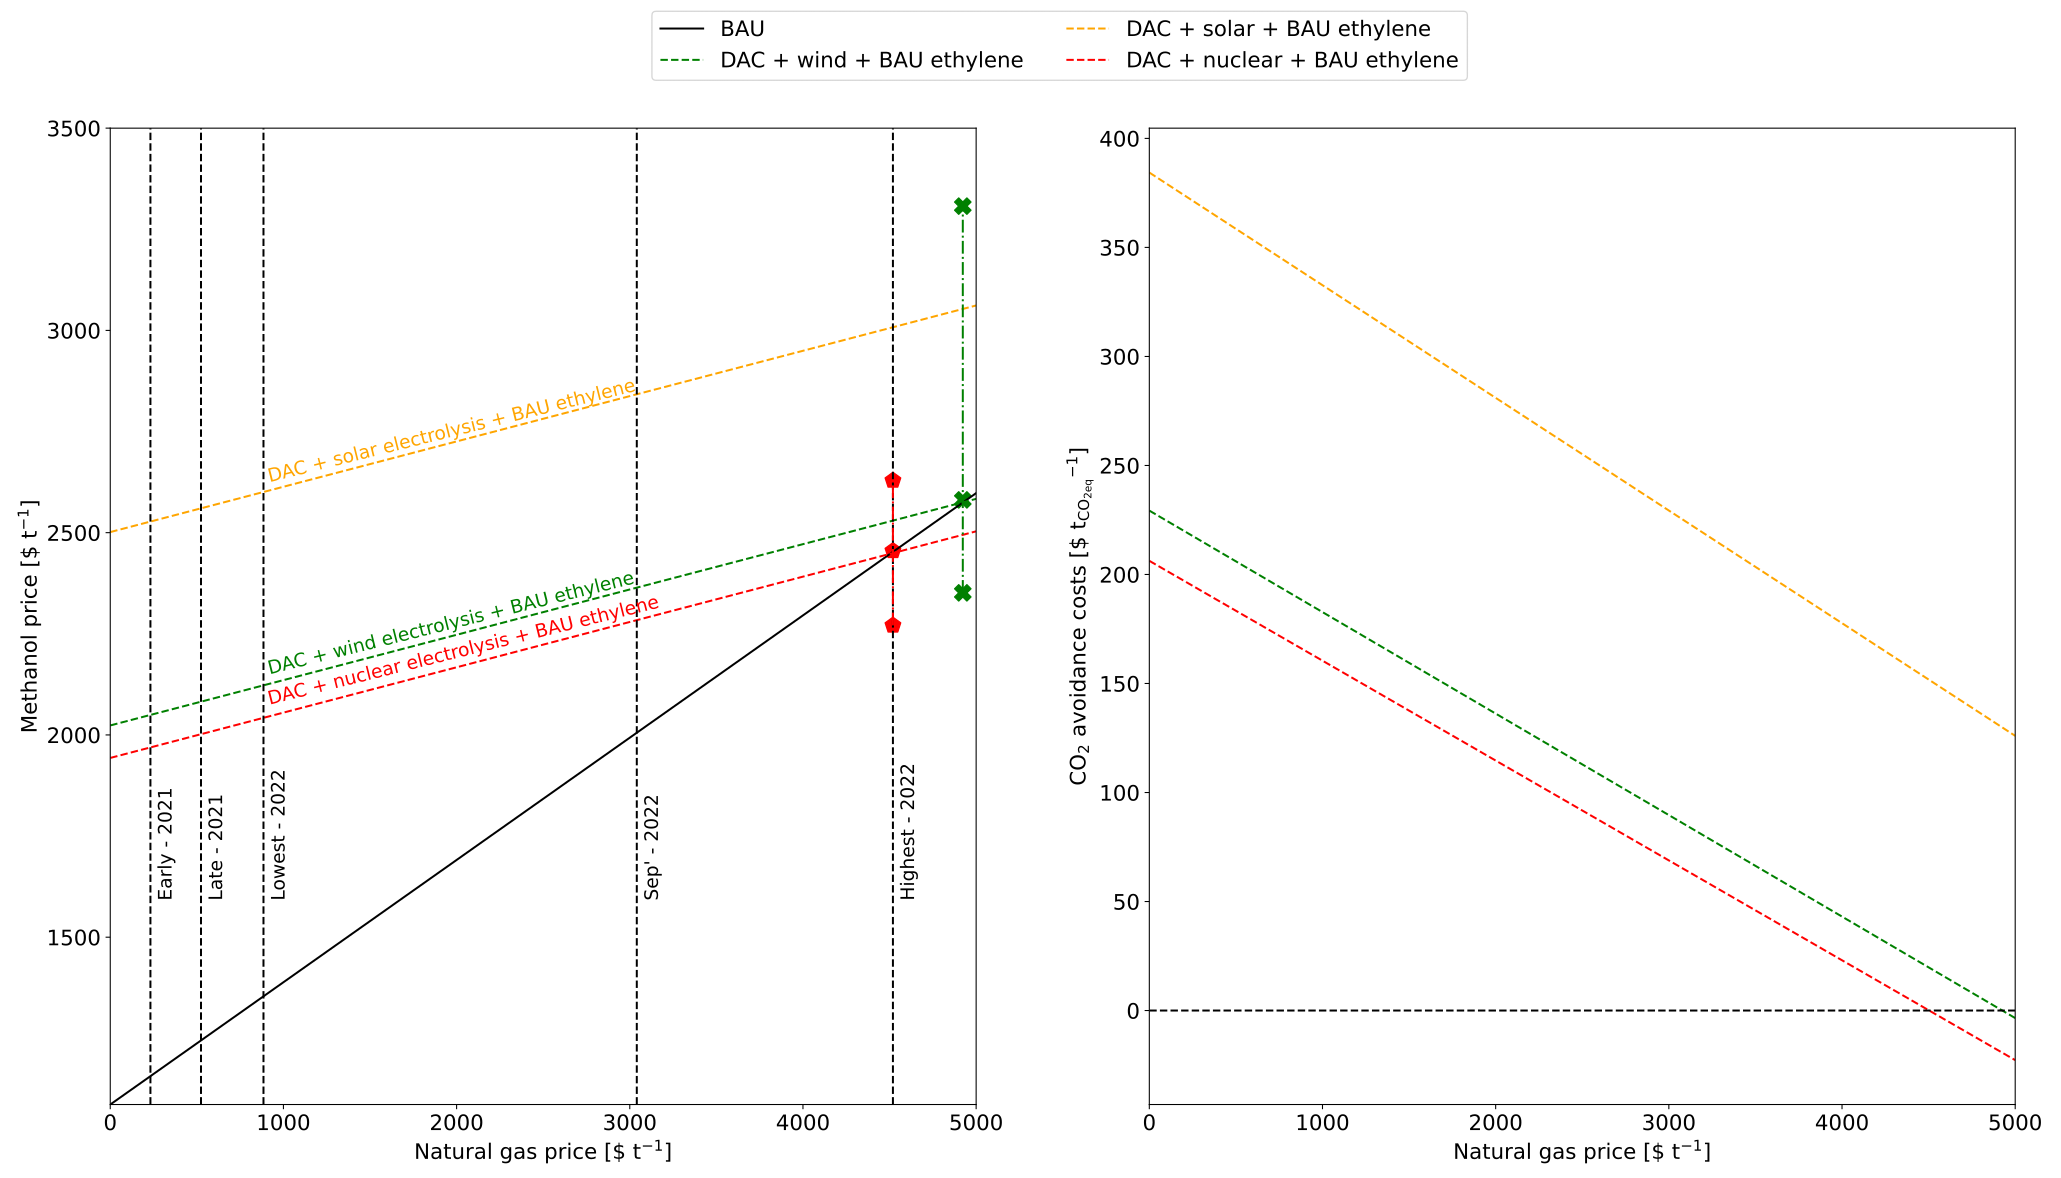 BAU
DAC + wind + BAU ethylene
DAC + solar + BAU ethylene
DAC + nuclear + BAU ethylene
3500
3000
2500
2000
1500
Methanol price [$ t⁻¹]
DAC + solar electrolysis + BAU ethylene
DAC + wind electrolysis + BAU ethylene
DAC + nuclear electrolysis + BAU ethylene
Early - 2021
Late - 2021
Lowest - 2022
Sep' - 2022
Highest - 2022
0 1000 2000 3000 4000 5000
Natural gas price [$ t⁻¹]
400
350
300
250
200
150
100
50
0
CO₂ avoidance costs [$ t_CO₂eq⁻¹]
0 1000 2000 3000 4000 5000
Natural gas price [$ t⁻¹]